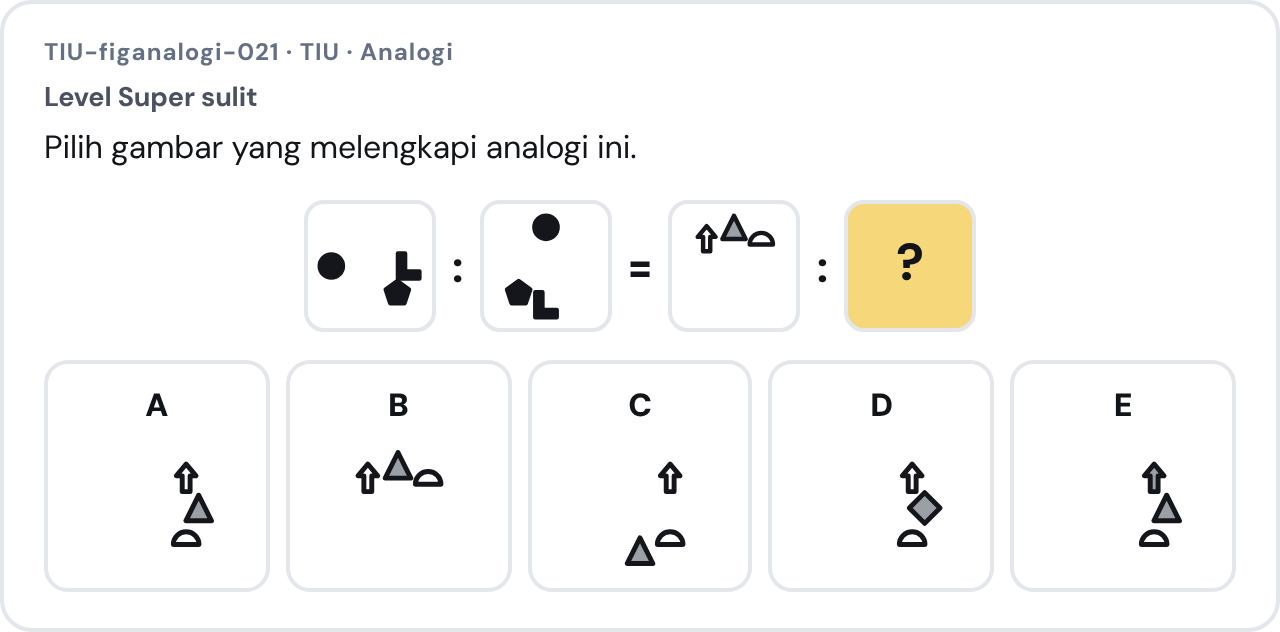 TIU-figanalogi-021 · TIU · Analogi
Level Super sulit
Pilih gambar yang melengkapi analogi ini.
: = : ?
A B C D E